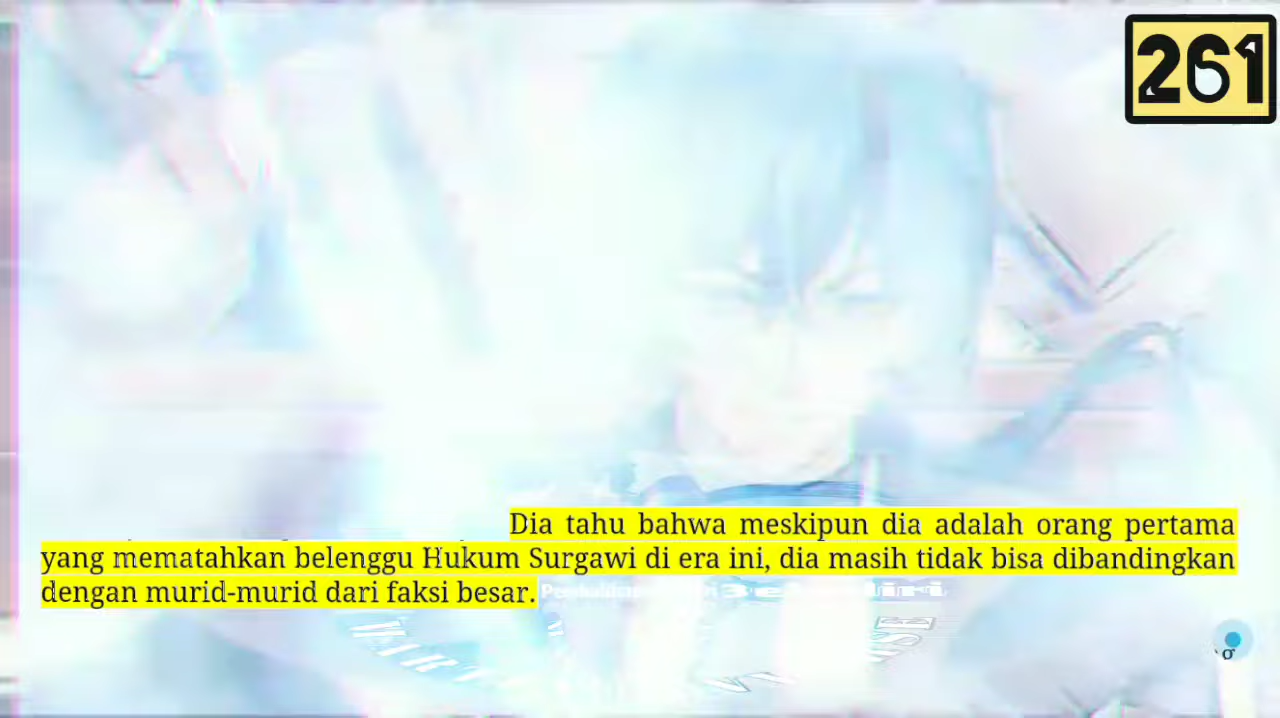 261
Dia tahu bahwa meskipun dia adalah orang pertama
yang mematahkan belenggu Hukum Surgawi di era ini, dia masih tidak bisa dibandingkan
dengan murid-murid dari faksi besar.